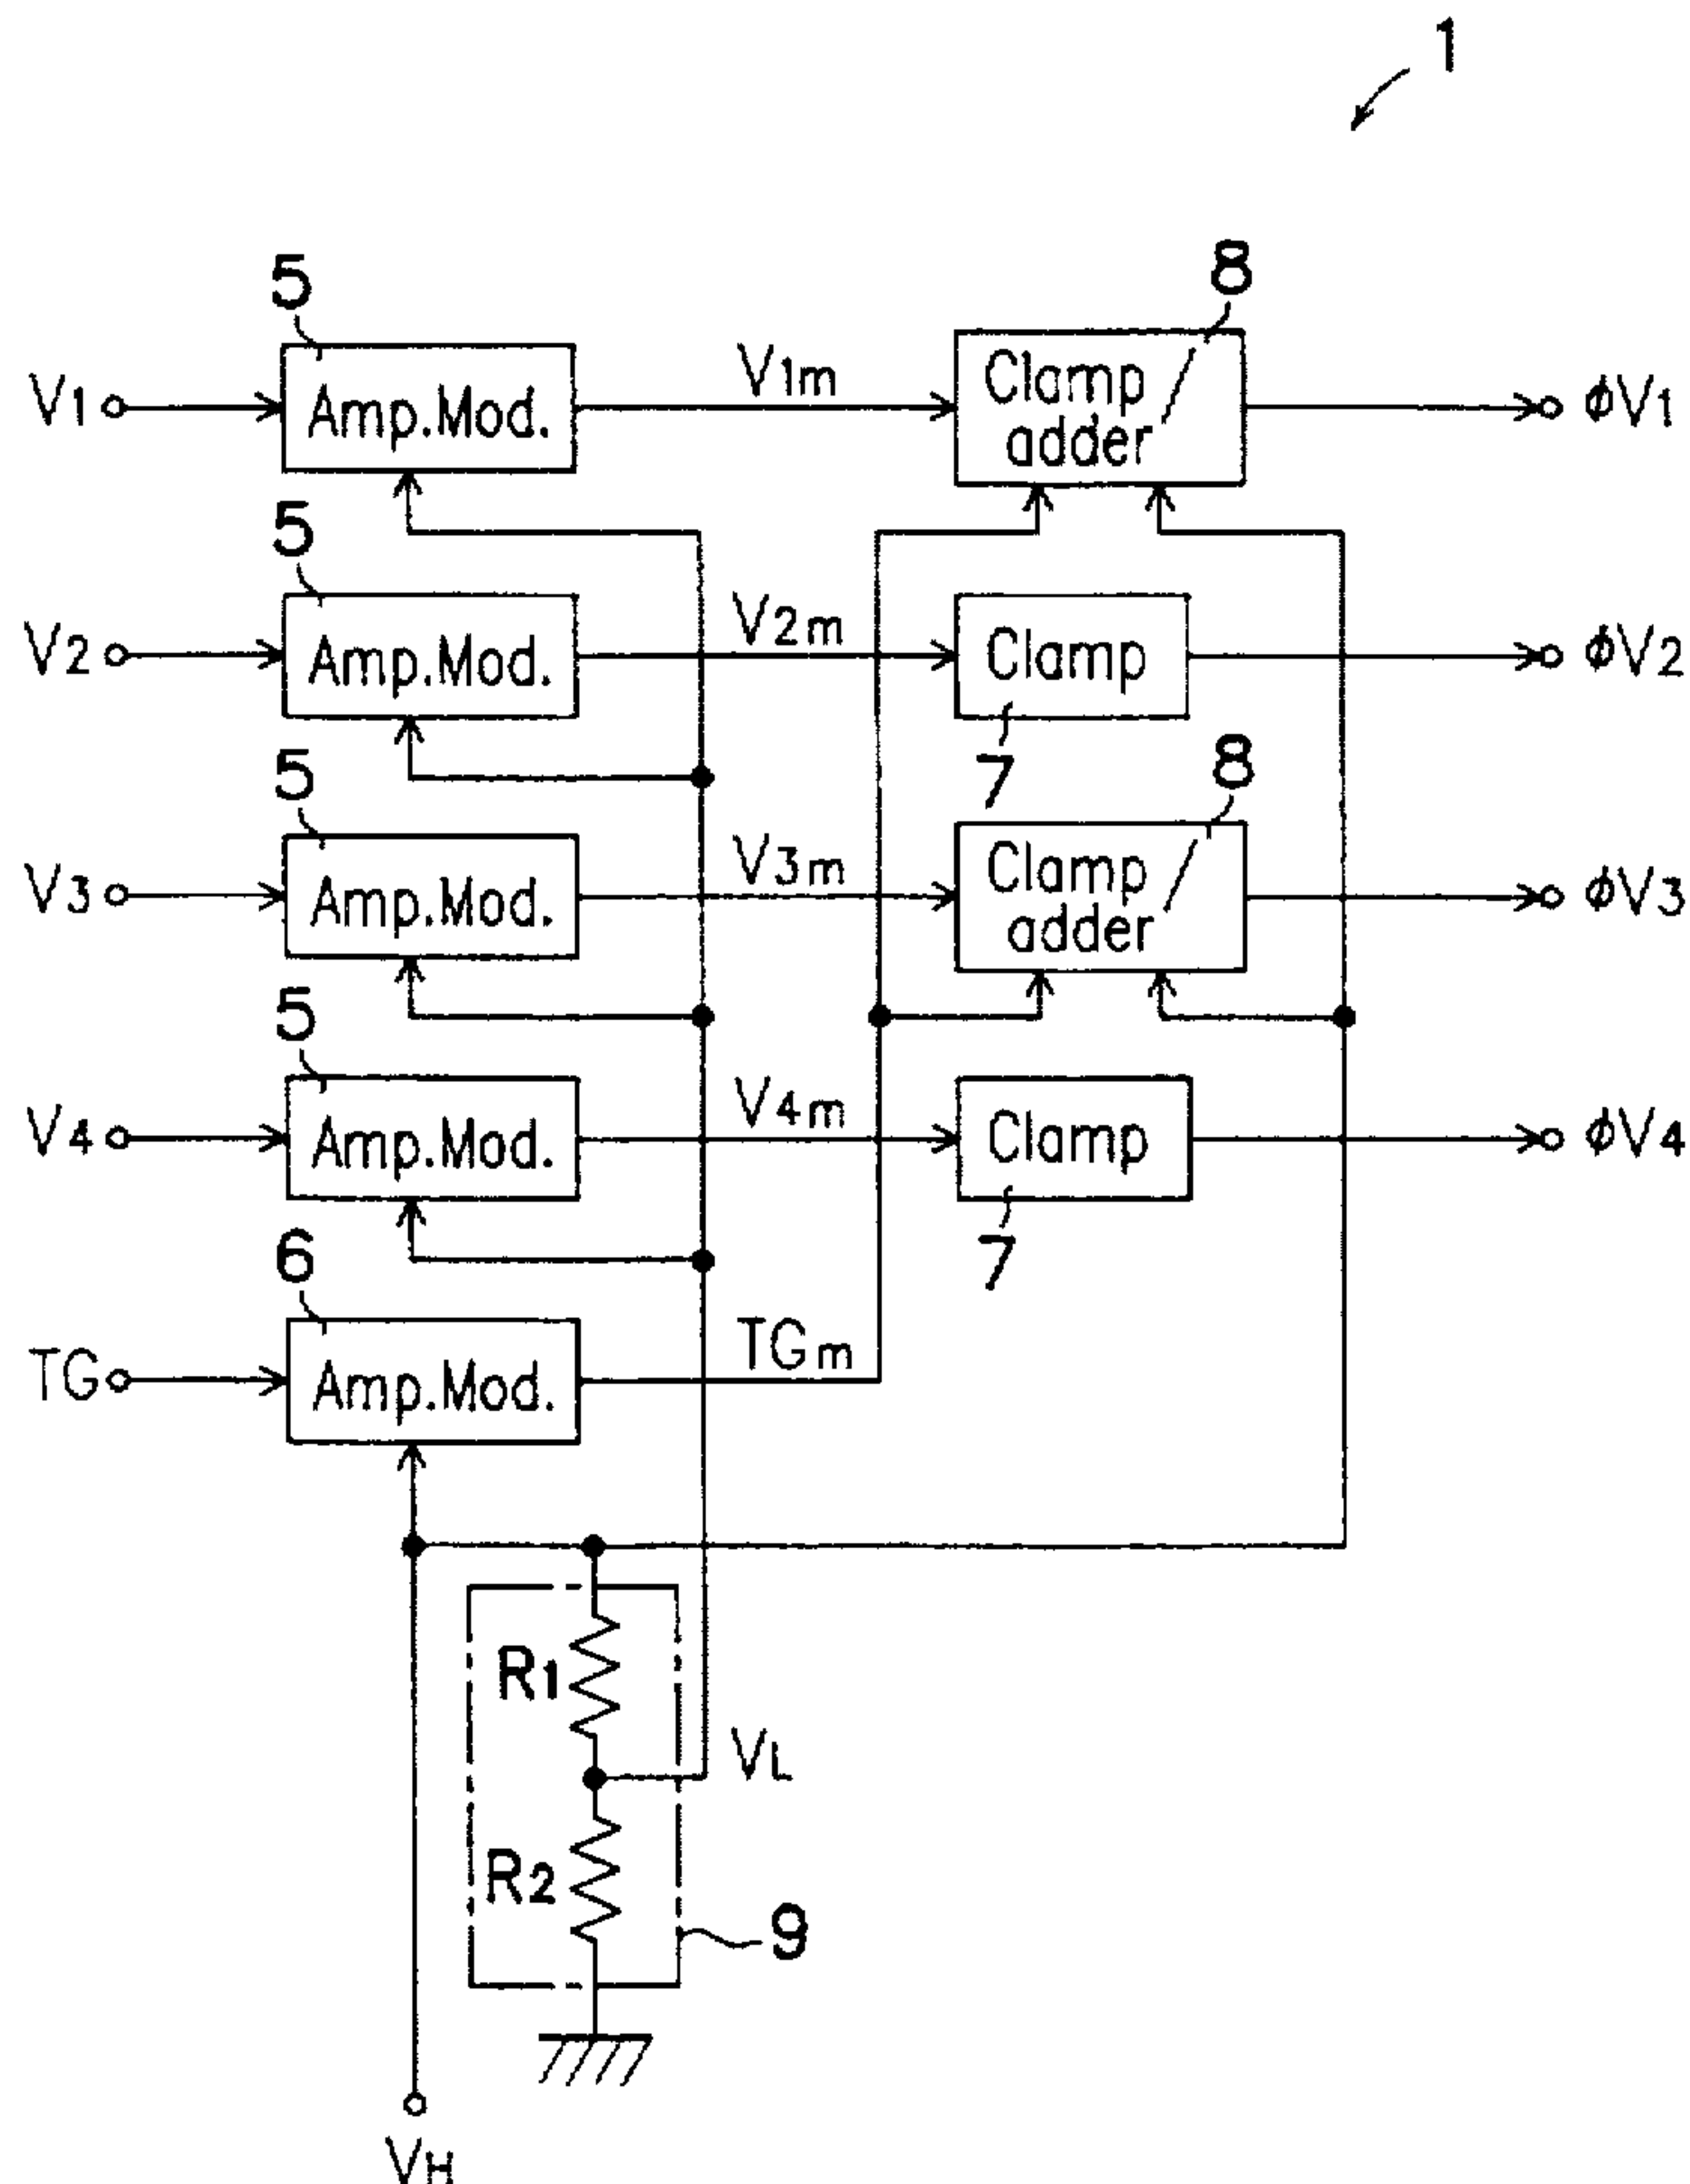 1
5
8
V1
Amp.Mod.
V1m
Clamp
adder
ϕV1
5
V2
Amp.Mod.
V2m
Clamp
ϕV2
7
5
8
V3
Amp.Mod.
V3m
Clamp
adder
ϕV3
5
V4
Amp.Mod.
V4m
Clamp
ϕV4
7
6
TG
Amp.Mod.
TGm
R1
VL
R2
9
VH